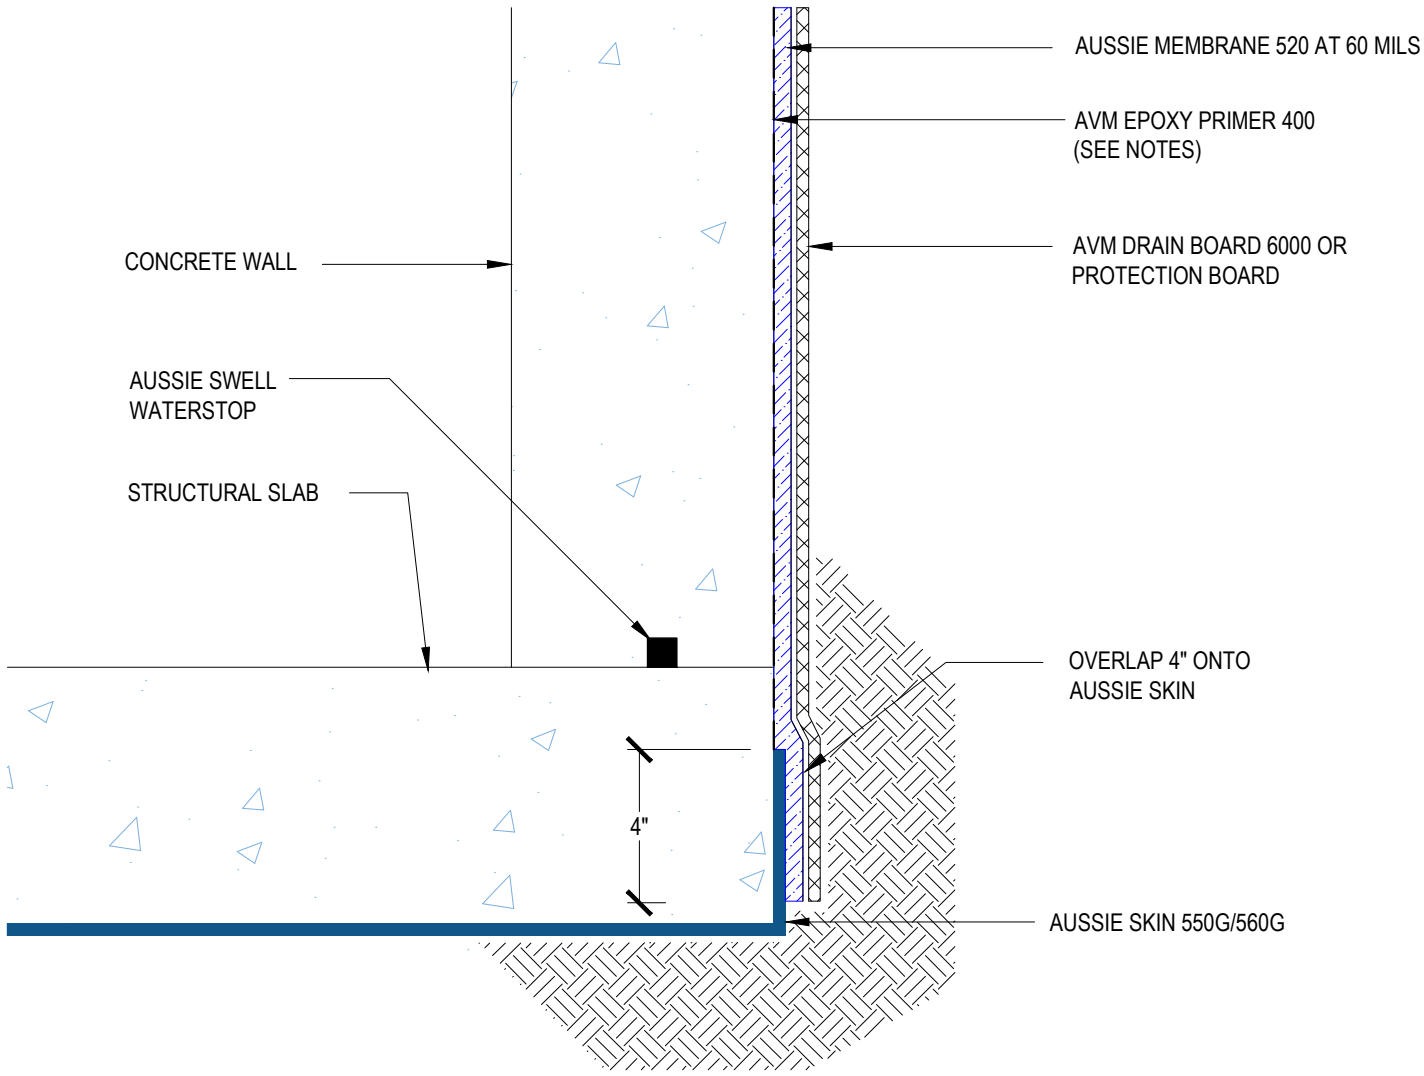 AUSSIE MEMBRANE 520 AT 60 MILS
AVM EPOXY PRIMER 400
(SEE NOTES)
AVM DRAIN BOARD 6000 OR
PROTECTION BOARD
CONCRETE WALL
AUSSIE SWELL
WATERSTOP
STRUCTURAL SLAB
OVERLAP 4" ONTO
AUSSIE SKIN
4"
AUSSIE SKIN 550G/560G